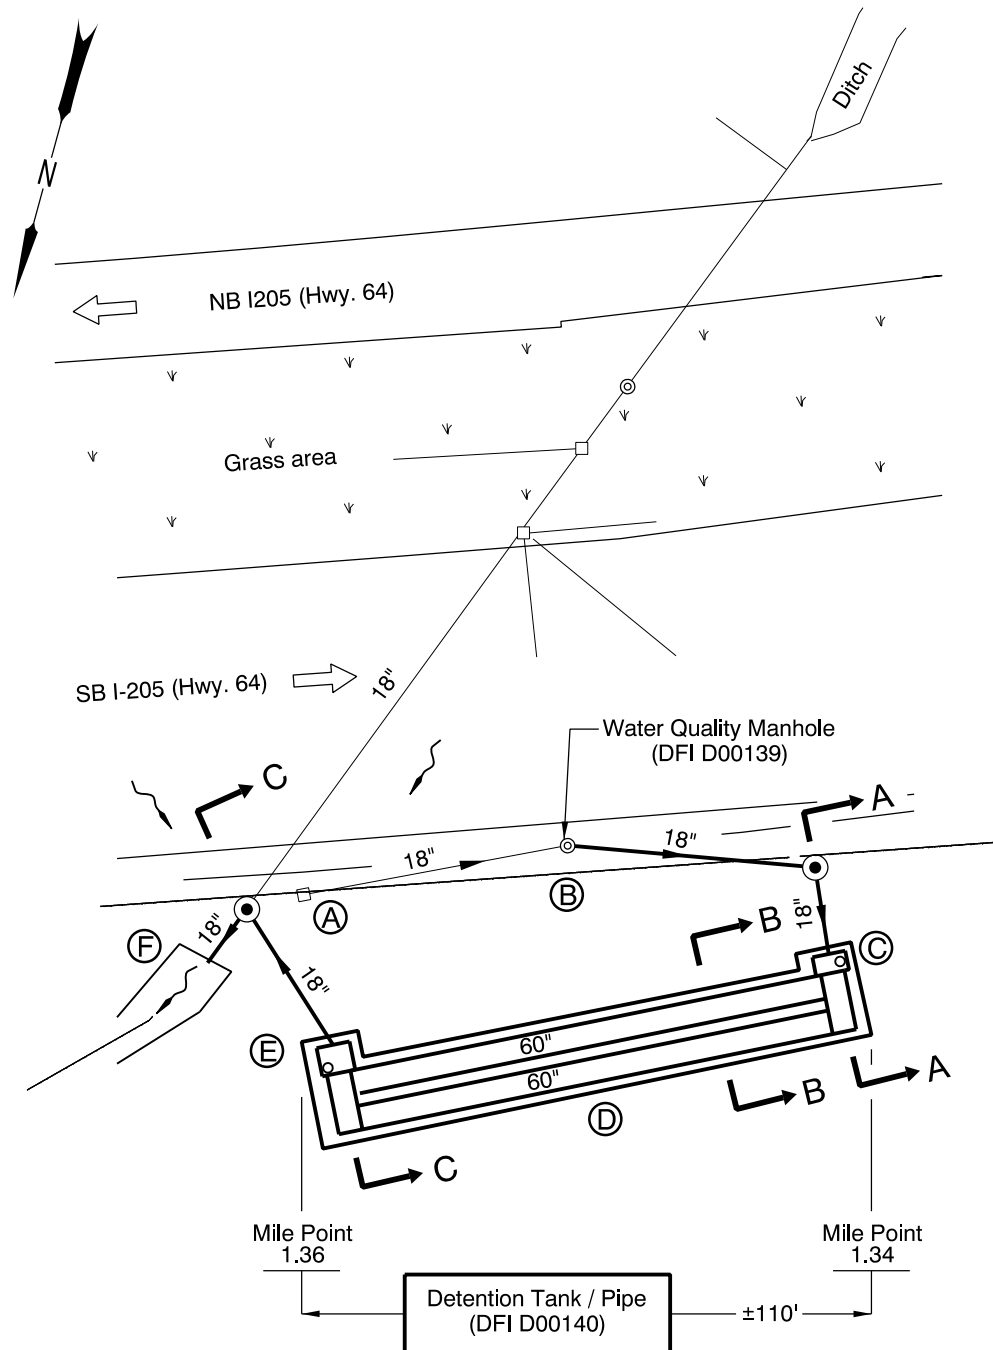 Ditch
N
NB I205 (Hwy. 64)
Grass area
18"
SB I-205 (Hwy. 64)
Water Quality Manhole
(DFI D00139)
C
A
18"
18"
A
B
18"
B
C
F
18"
18"
E
60"
60"
D
B
A
C
Mile Point
1.36
Mile Point
1.34
Detention Tank / Pipe
(DFI D00140)
±110'